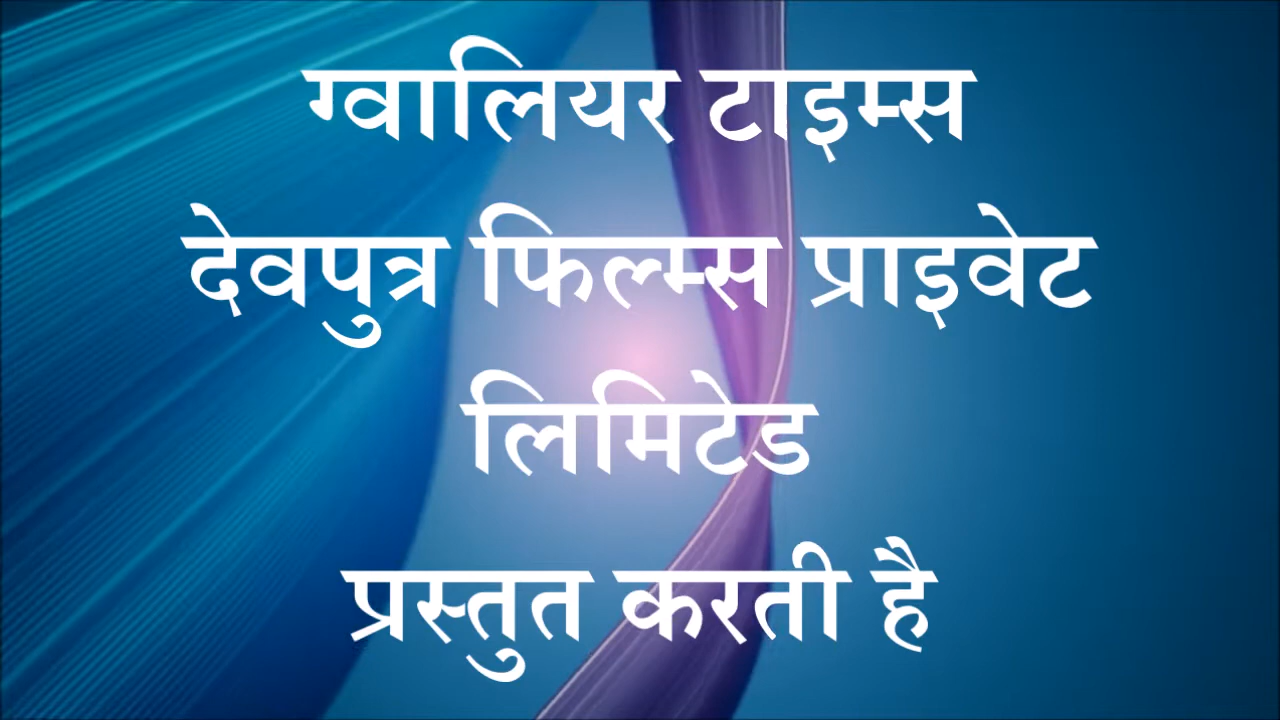 ग्वालियर टाइम्स
देवपुत्र फिल्म्स प्राइवेट
लिमिटेड
प्रस्तुत करती है